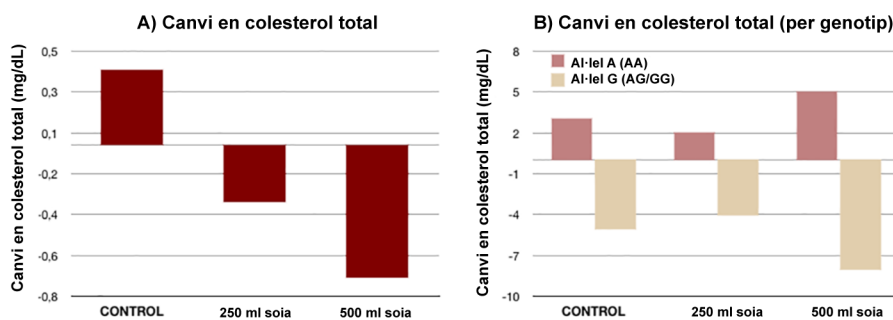 A) Canvi en colesterol total
Canvi en colesterol total (mg/dL)
0,5
0,3
0,1
-0,2
-0,4
-0,6
-0,8
CONTROL
250 ml soia
500 ml soia
B) Canvi en colesterol total (per genotip)
Canvi en colesterol total (mg/dL)
8
5
2
-1
-4
-7
-10
Al·lel A (AA)
Al·lel G (AG/GG)
CONTROL
250 ml soia
500 ml soia